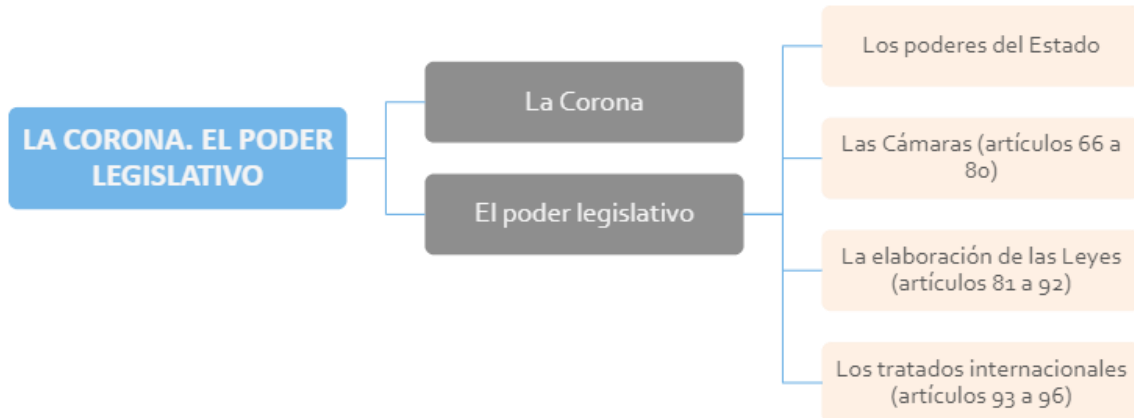 LA CORONA. EL PODER
LEGISLATIVO
La Corona
El poder legislativo
Los poderes del Estado
Las Cámaras (artículos 66 a
80)
La elaboración de las Leyes
(artículos 81 a 92)
Los tratados internacionales
(artículos 93 a 96)